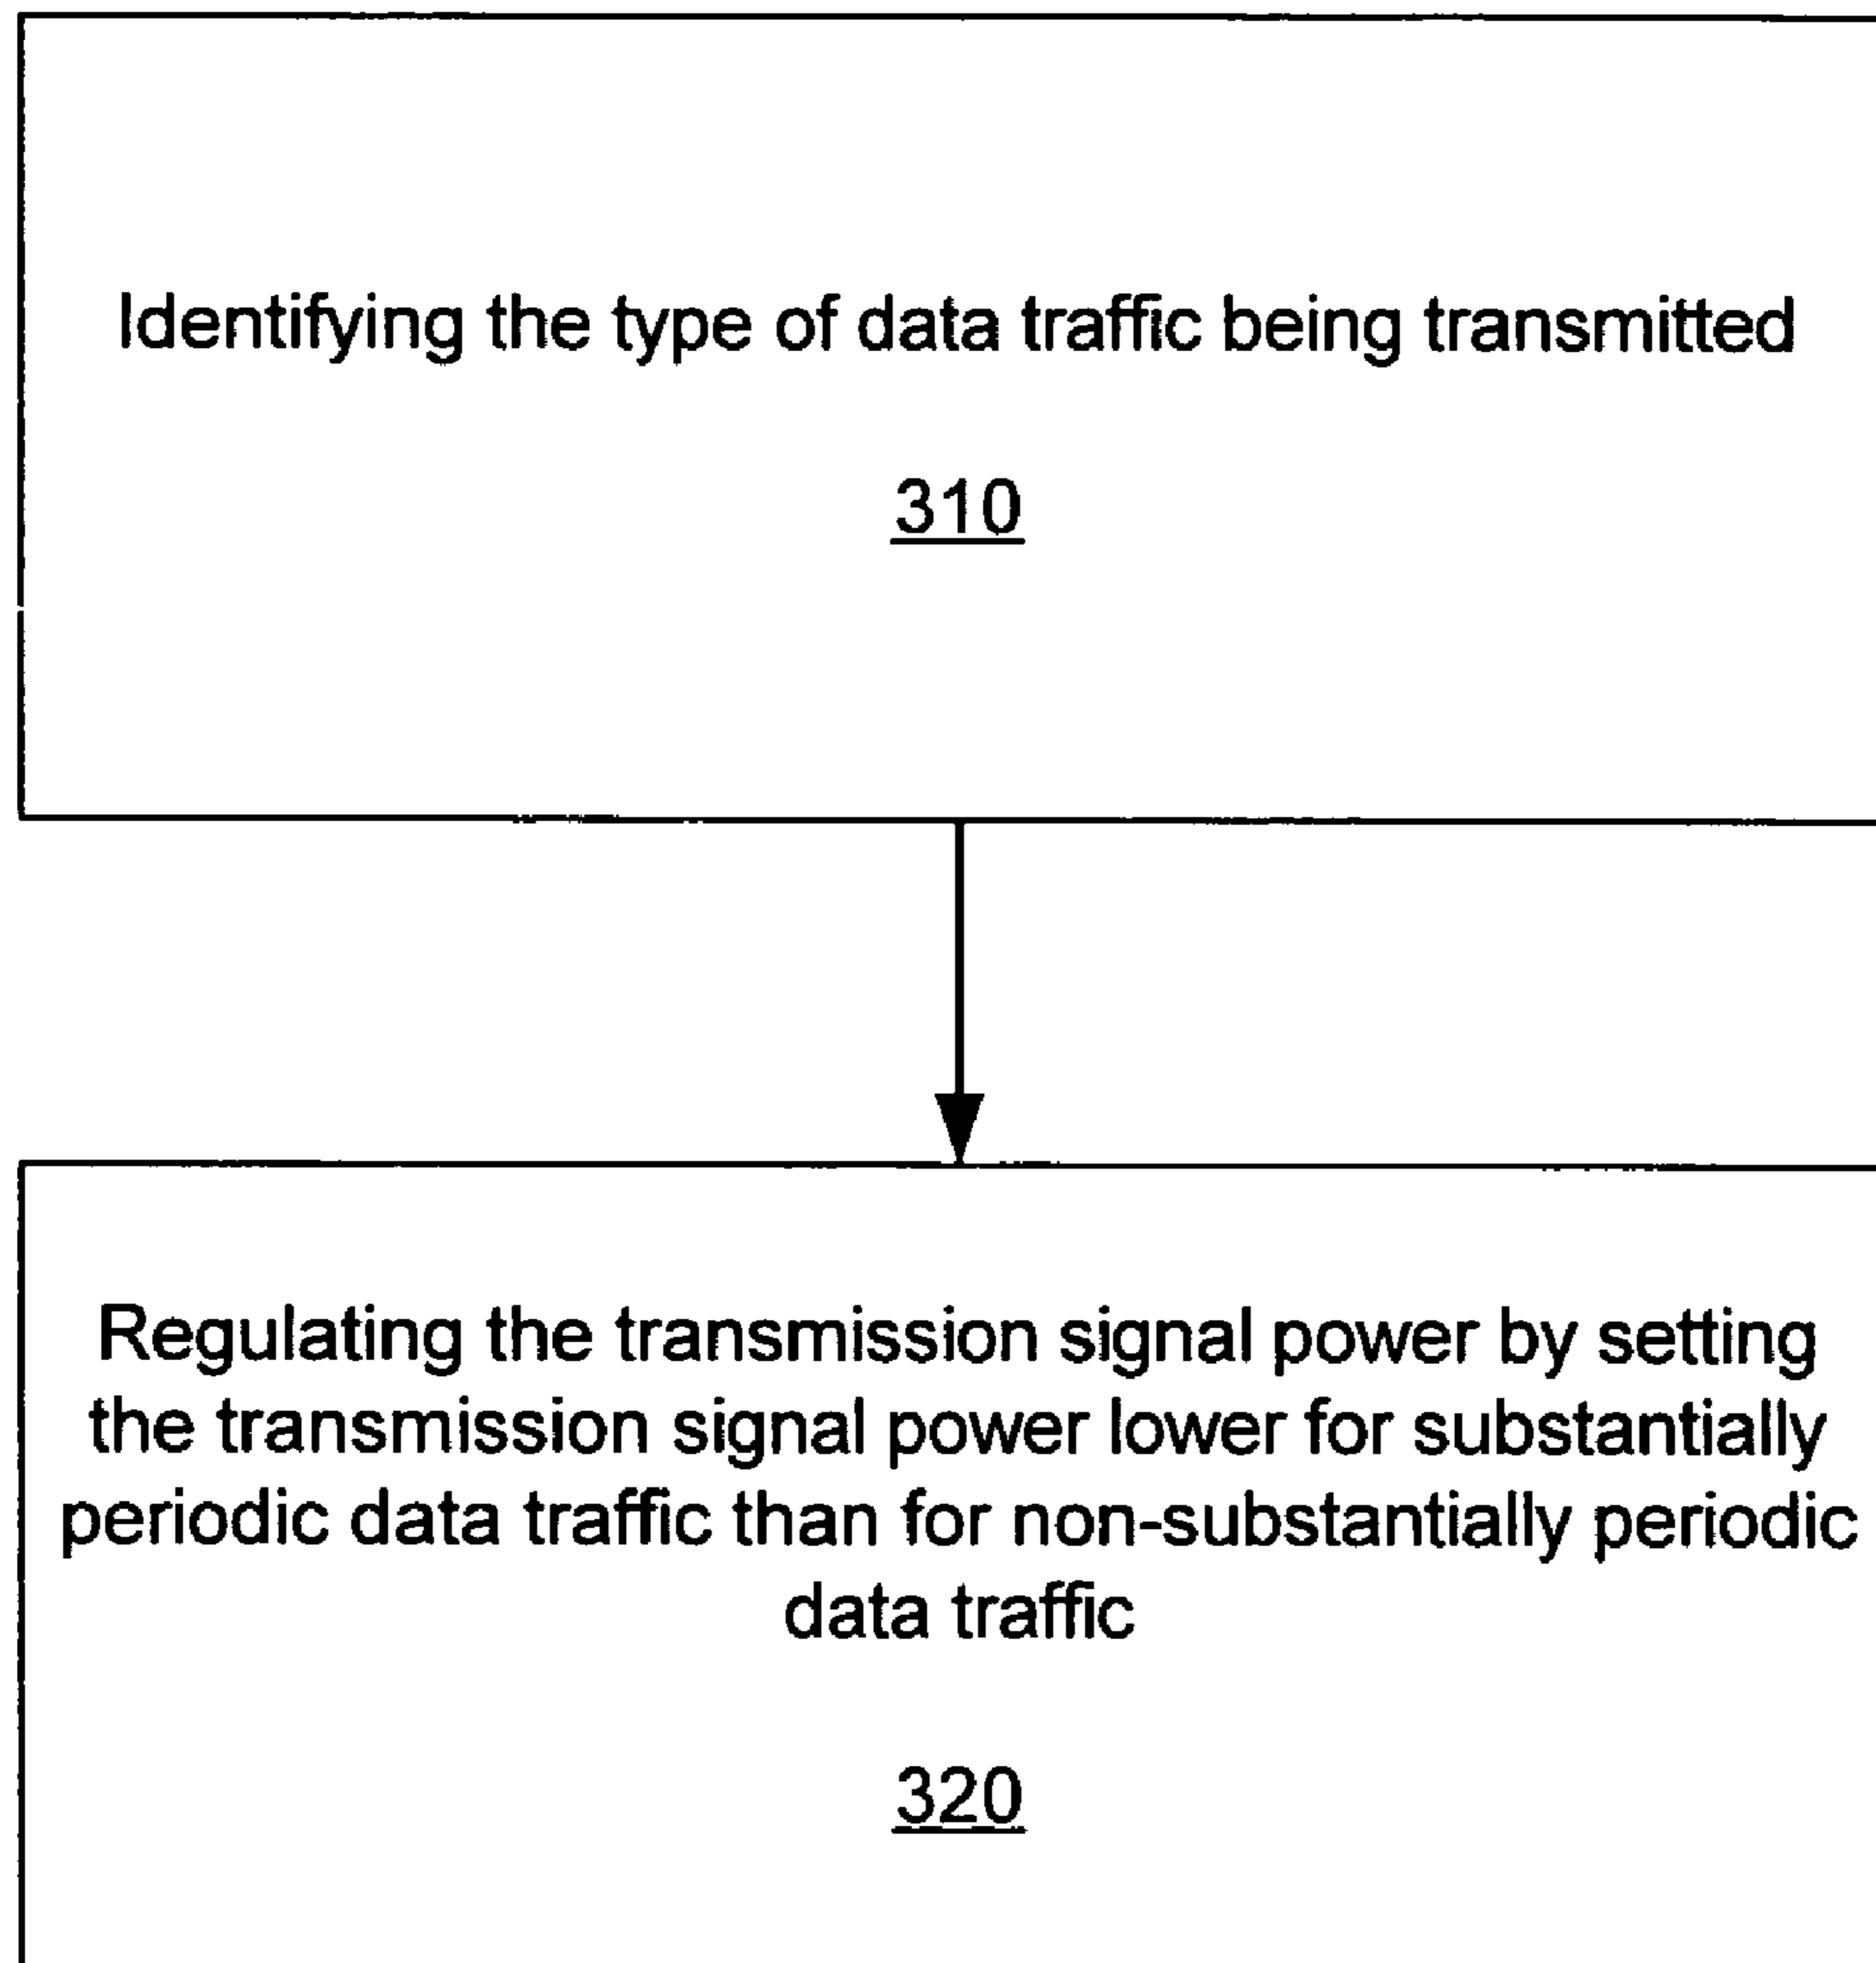 Identifying the type of data traffic being transmitted
310
Regulating the transmission signal power by setting
the transmission signal power lower for substantially
periodic data traffic than for non-substantially periodic
data traffic
320